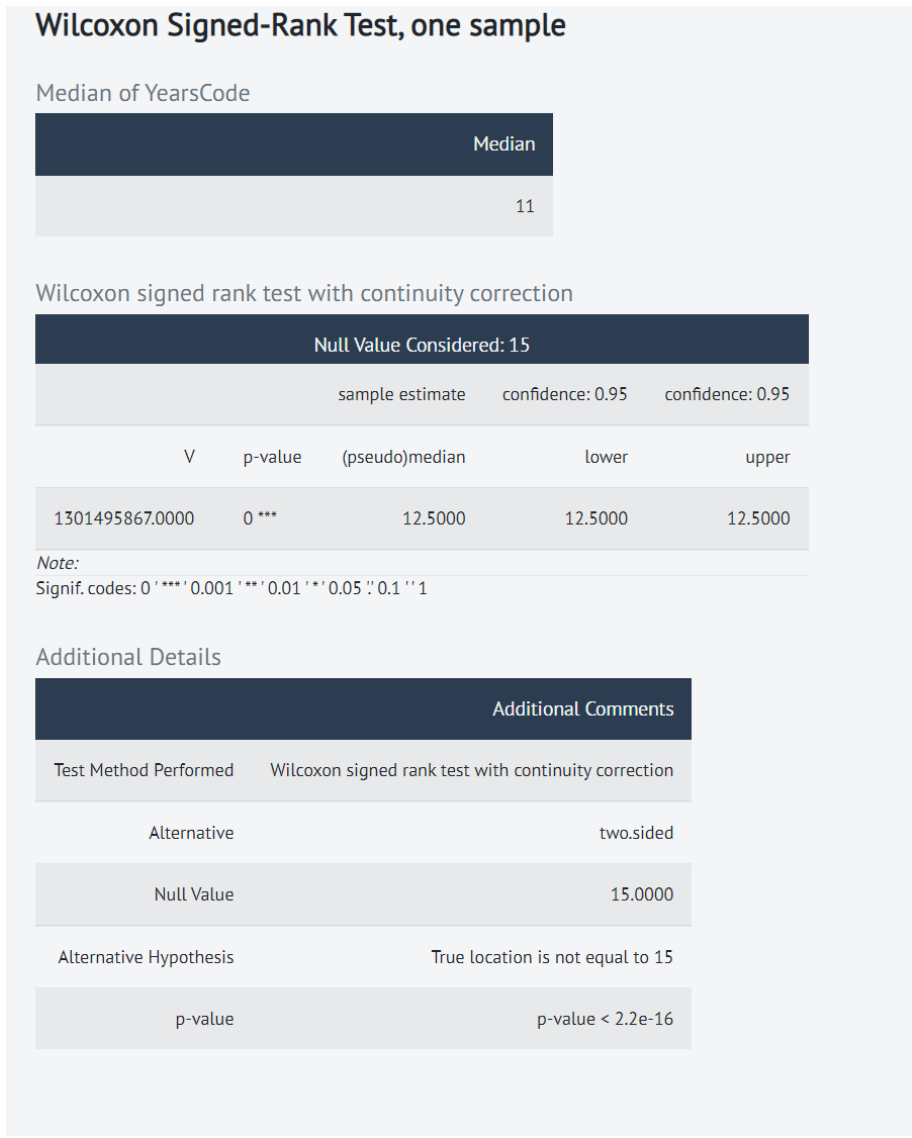 Wilcoxon Signed-Rank Test, one sample
Median of YearsCode
Median
11
Wilcoxon signed rank test with continuity correction
Null Value Considered: 15
sample estimate confidence: 0.95 confidence: 0.95
V p-value (pseudo)median lower upper
1301495867.0000 0 *** 12.5000 12.5000 12.5000
Note:
Signif. codes: 0 ' *** ' 0.001 ' ** ' 0.01 ' * ' 0.05 '.' 0.1 ' ' 1
Additional Details
Additional Comments
Test Method Performed Wilcoxon signed rank test with continuity correction
Alternative two.sided
Null Value 15.0000
Alternative Hypothesis True location is not equal to 15
p-value p-value < 2.2e-16